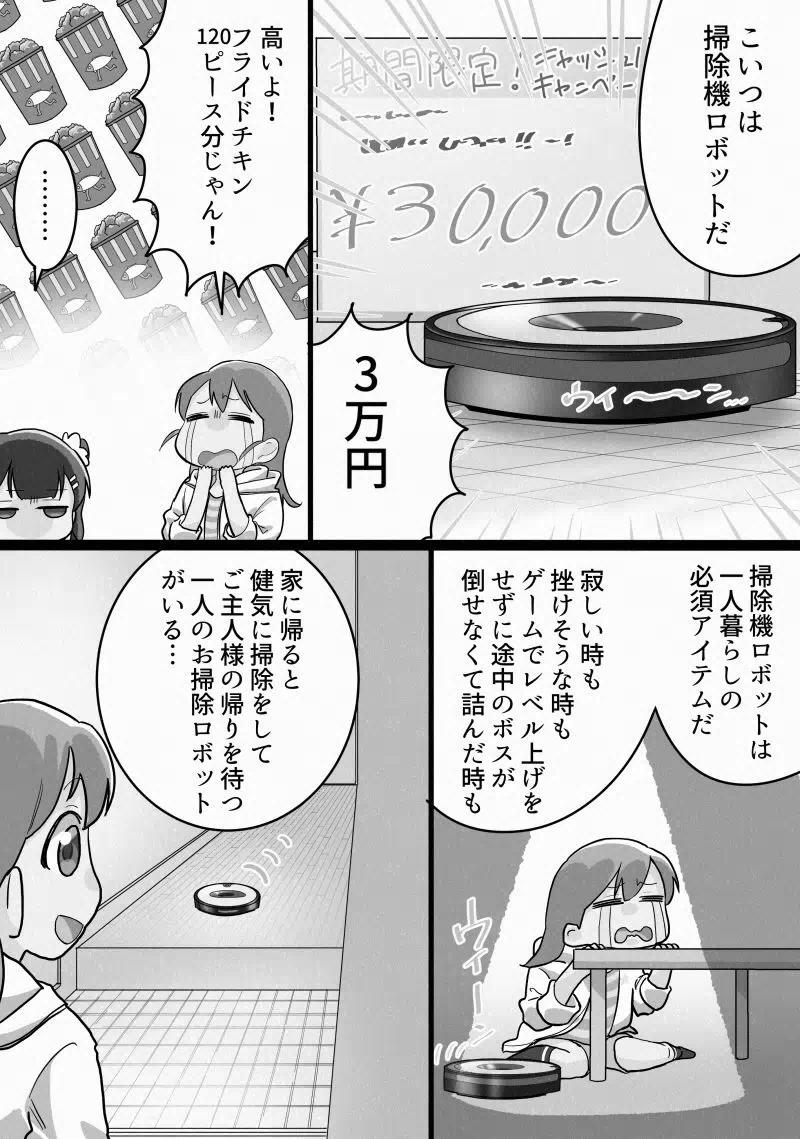 こいつは
掃除機ロボットだ
期間限定!
キャッシュ
キャンペ
¥30,000
ウィ〜〜ン…
3万円
高いよ!
フライドチキン
120ピース分じゃん!
………
掃除機ロボットは
一人暮らしの
必須アイテムだ
寂しい時も
挫けそうな時も
ゲームでレベル上げを
せずに途中のボスが
倒せなくて詰んだ時も
ウィーン
家に帰ると
健気に掃除をして
ご主人様の帰りを待つ
一人のお掃除ロボット
がいる…